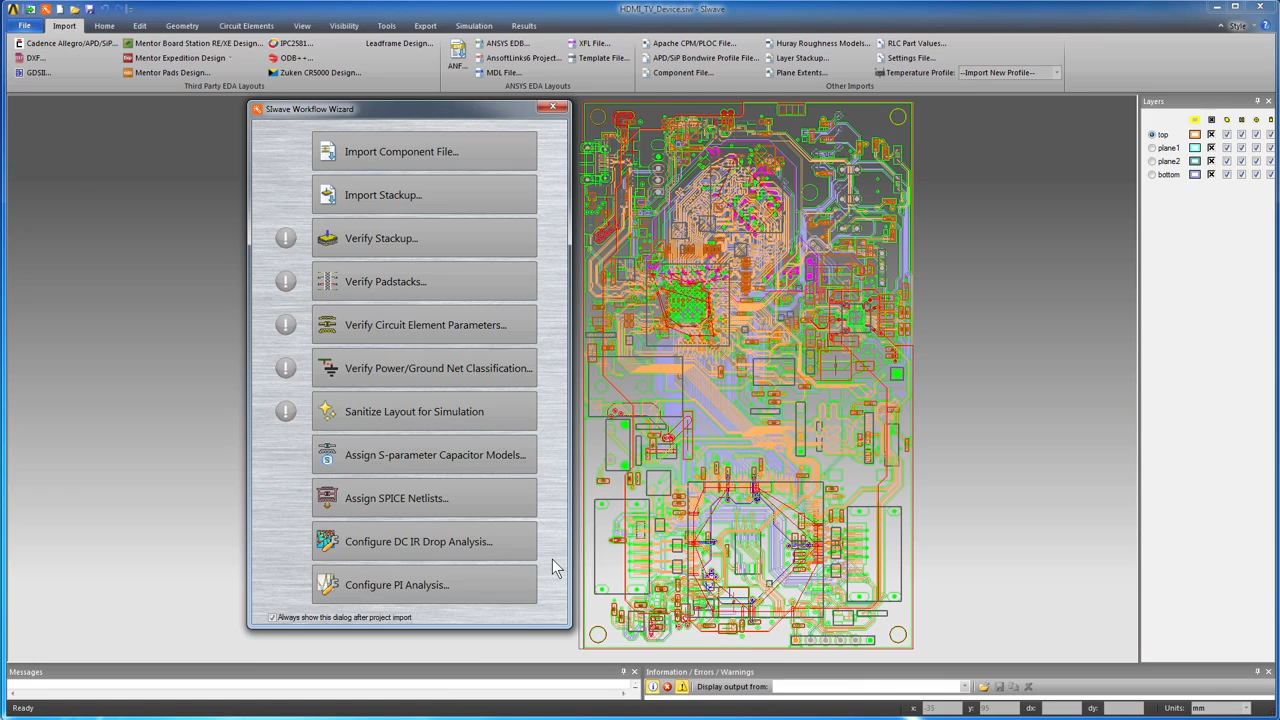 HDMI_TV_Device.siw - SIwave
File Import Home Edit Geometry Circuit Elements View Visibility Tools Export Simulation Results Style
Cadence Allegro/APD/SiP... Mentor Board Station RE/XE Design... IPC2581... Leadframe Design...
DXF... Mentor Expedition Design ODB++...
GDSII... Mentor Pads Design... Zuken CR5000 Design...
Third Party EDA Layouts
ANF...
ANSYS EDB... XFL File...
AnsoftLinks6 Project... Template File...
MDL File...
ANSYS EDA Layouts
Apache CPM/PLOC File... Huray Roughness Models... RLC Part Values...
APD/SiP Bondwire Profile File... Layer Stackup... Settings File...
Component File... Plane Extents... Temperature Profile: --Import New Profile--
Other Imports
SIwave Workflow Wizard
Import Component File...
Import Stackup...
Verify Stackup...
Verify Padstacks...
Verify Circuit Element Parameters...
Verify Power/Ground Net Classification...
Sanitize Layout for Simulation
Assign S-parameter Capacitor Models...
Assign SPICE Netlists...
Configure DC IR Drop Analysis...
Configure PI Analysis...
Always show this dialog after project import
Layers
top
plane1
plane2
bottom
Messages
Information / Errors / Warnings
Display output from:
Ready
x: -35 y: 95 dx: dy: Units: mm